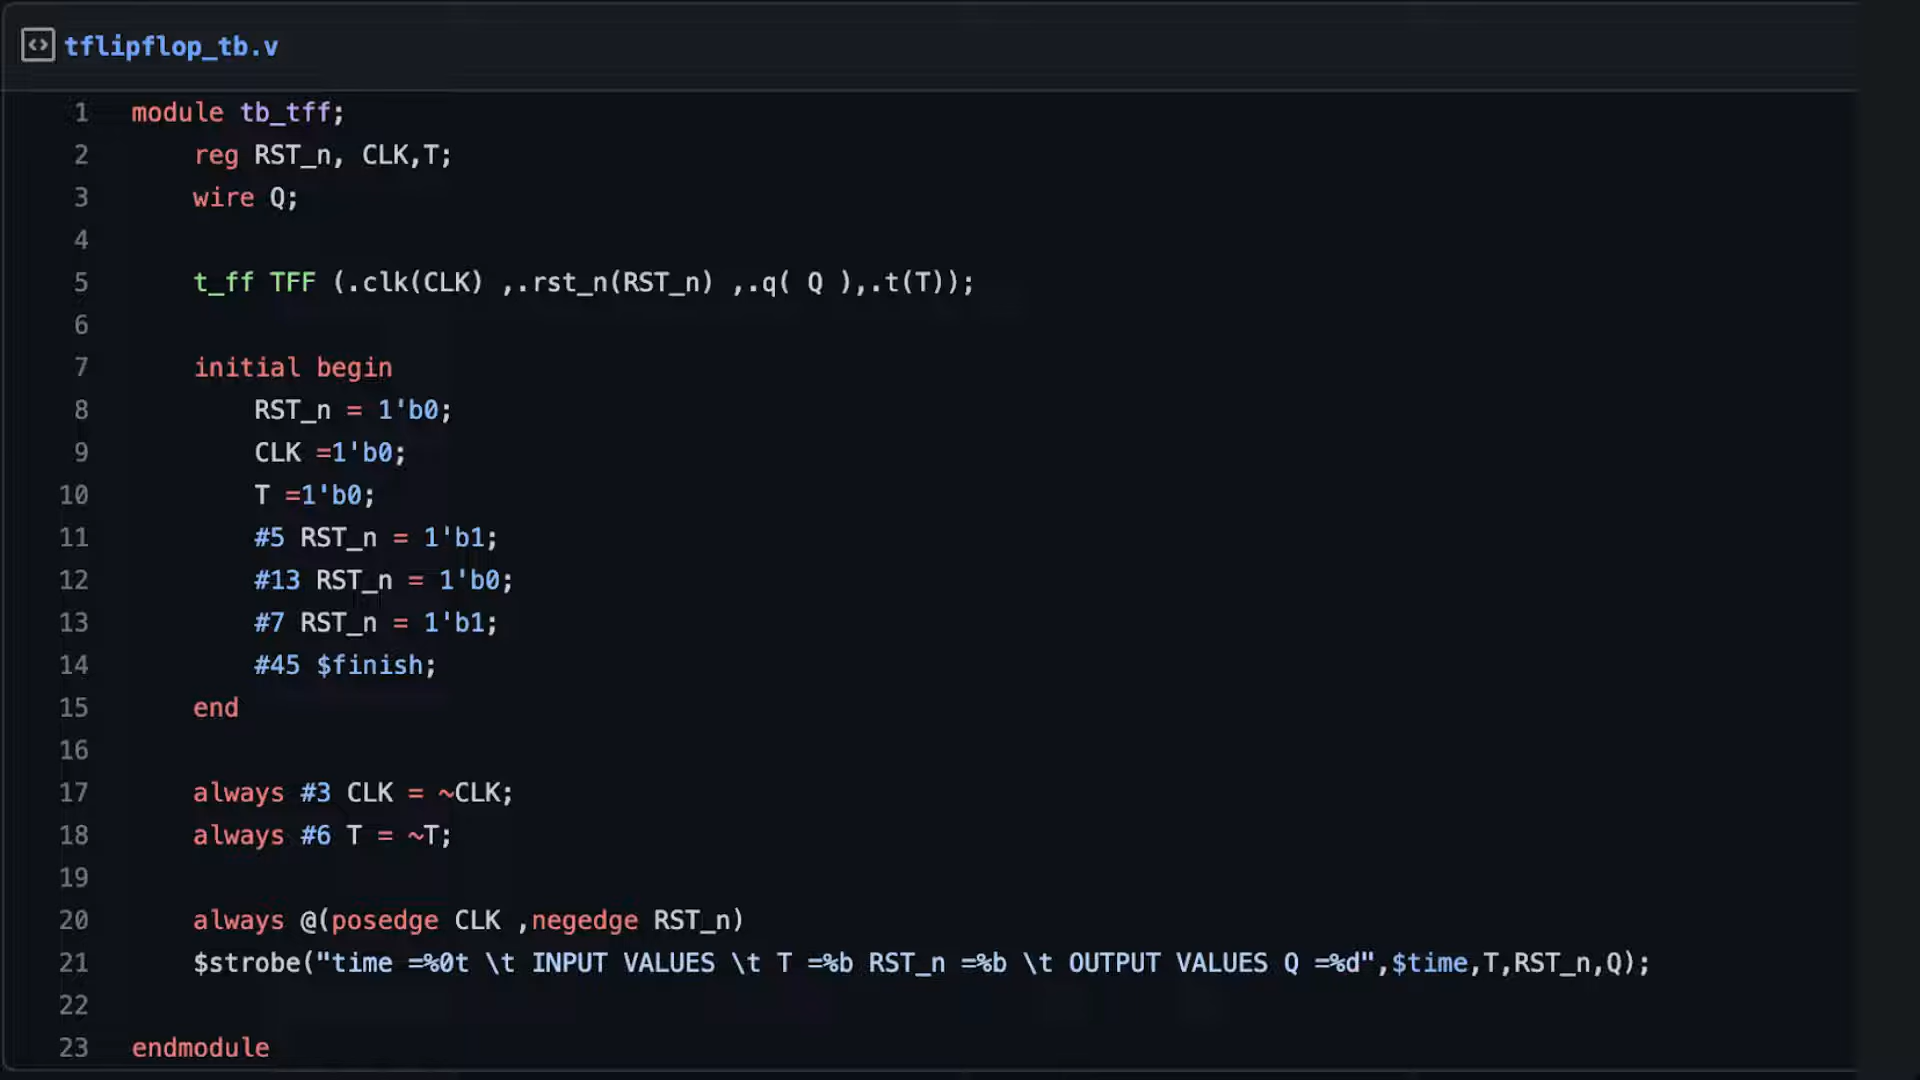 tflipflop_tb.v
1 module tb_tff;
2 reg RST_n, CLK,T;
3 wire Q;
4
5 t_ff TFF (.clk(CLK) ,.rst_n(RST_n) ,.q( Q ),.t(T));
6
7 initial begin
8 RST_n = 1'b0;
9 CLK =1'b0;
10 T =1'b0;
11 #5 RST_n = 1'b1;
12 #13 RST_n = 1'b0;
13 #7 RST_n = 1'b1;
14 #45 $finish;
15 end
16
17 always #3 CLK = ~CLK;
18 always #6 T = ~T;
19
20 always @(posedge CLK ,negedge RST_n)
21 $strobe("time =%0t \t INPUT VALUES \t T =%b RST_n =%b \t OUTPUT VALUES Q =%d",$time,T,RST_n,Q);
22
23 endmodule